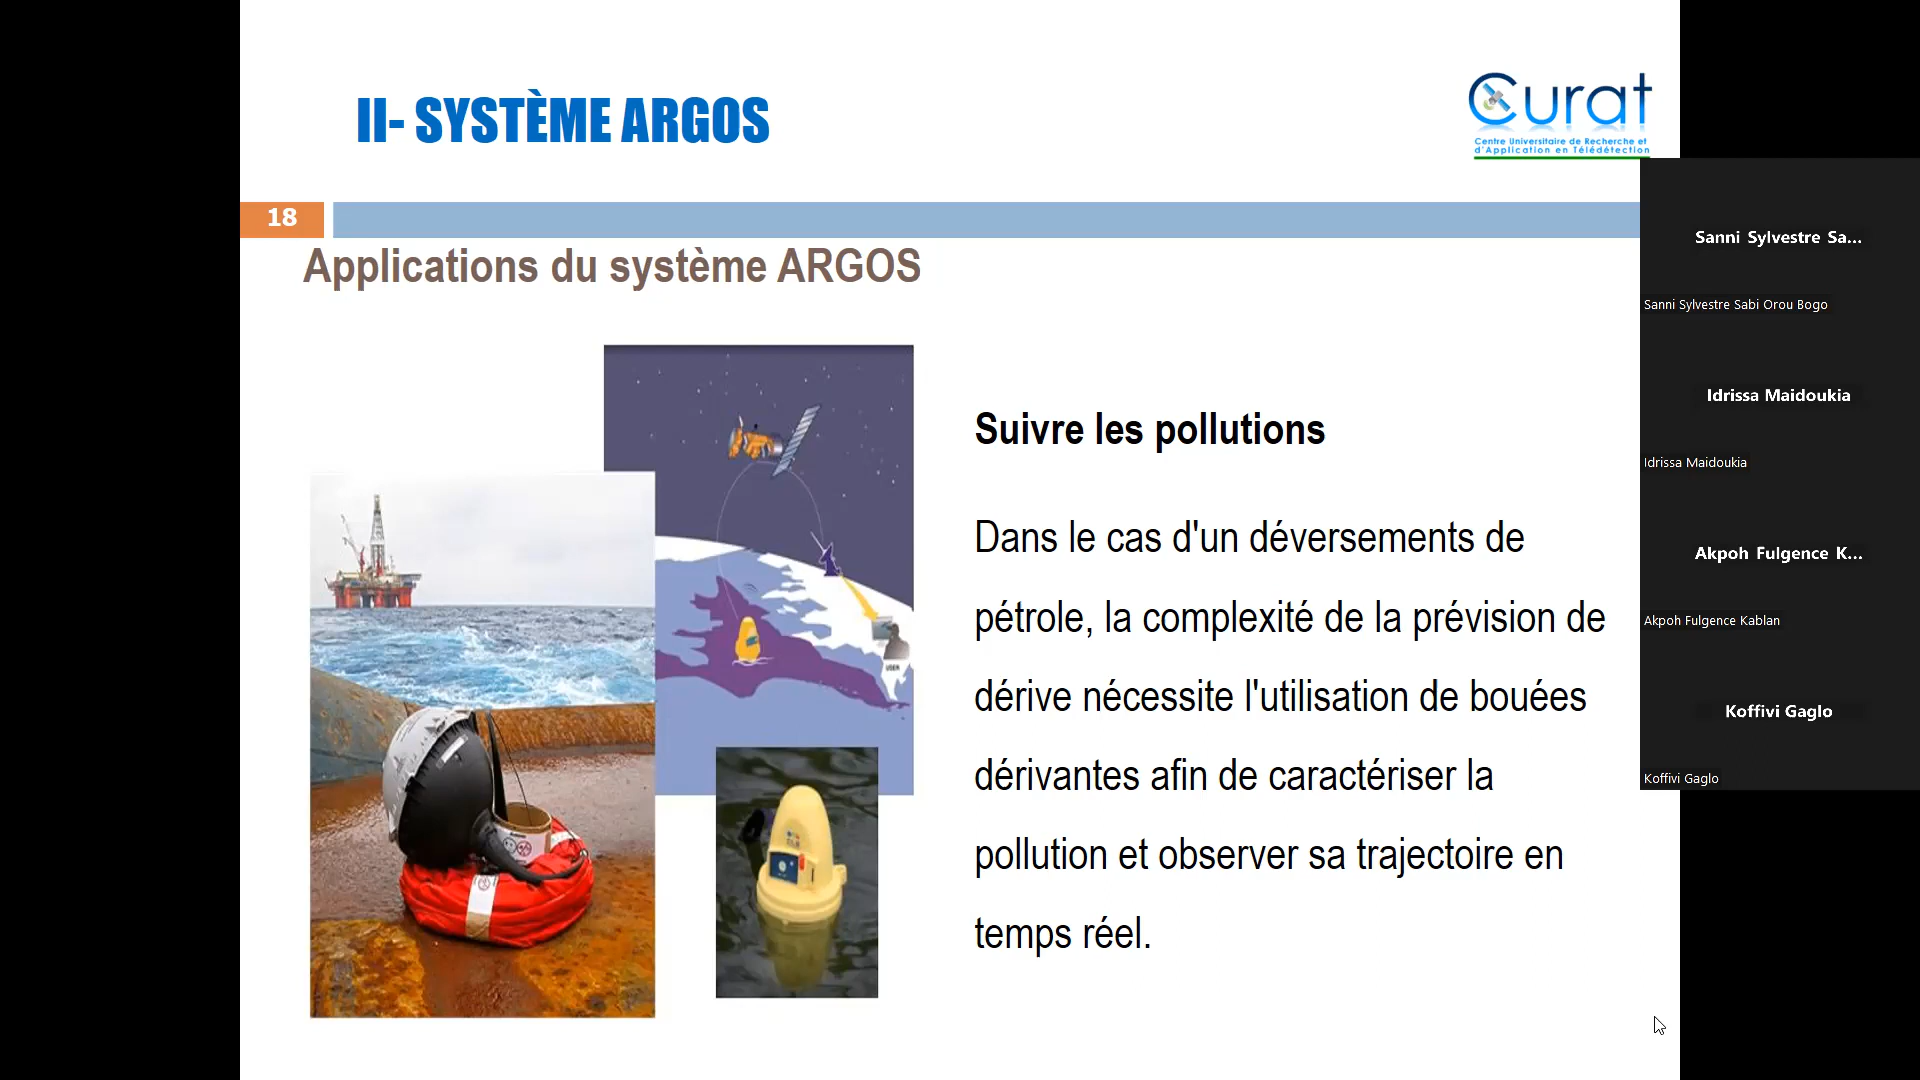 II- SYSTÈME ARGOS
Curat
Centre Universitaire de Recherche et
d'Application en Télédétection
18
Applications du système ARGOS
Suivre les pollutions
Dans le cas d'un déversements de
pétrole, la complexité de la prévision de
dérive nécessite l'utilisation de bouées
dérivantes afin de caractériser la
pollution et observer sa trajectoire en
temps réel.
USER
Sanni Sylvestre Sa...
Sanni Sylvestre Sabi Orou Bogo
Idrissa Maidoukia
Idrissa Maidoukia
Akpoh Fulgence K...
Akpoh Fulgence Kablan
Koffivi Gaglo
Koffivi Gaglo